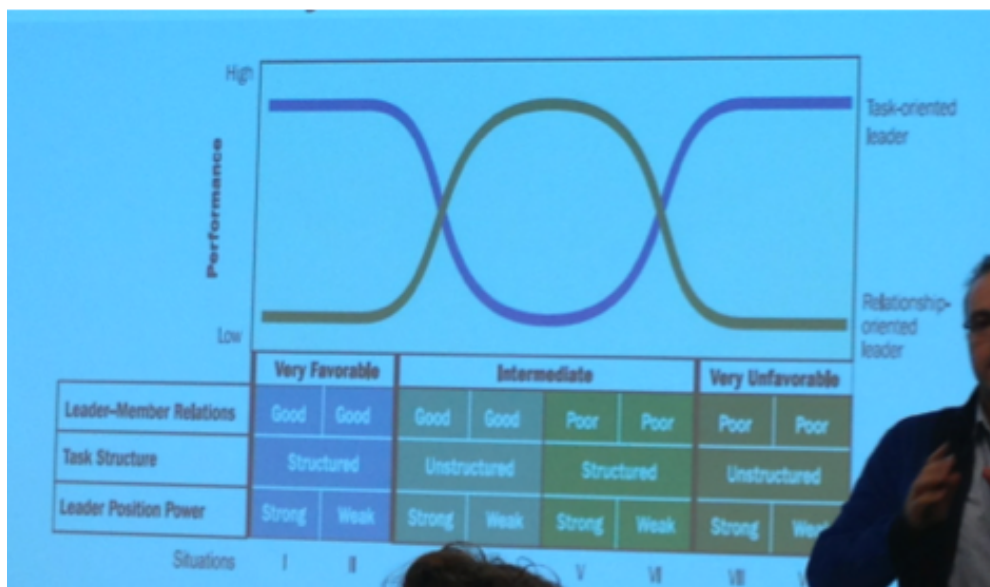 High
Task-oriented
leader
Performance
Relationship-
oriented
leader
Low
Very Favorable Intermediate Very Unfavorable
Leader–Member Relations Good Good Good Good Poor Poor Poor Poor
Task Structure Structured Unstructured Structured Unstructured
Leader Position Power Strong Weak Strong Weak Strong Weak Strong
Situations I V VII VIII